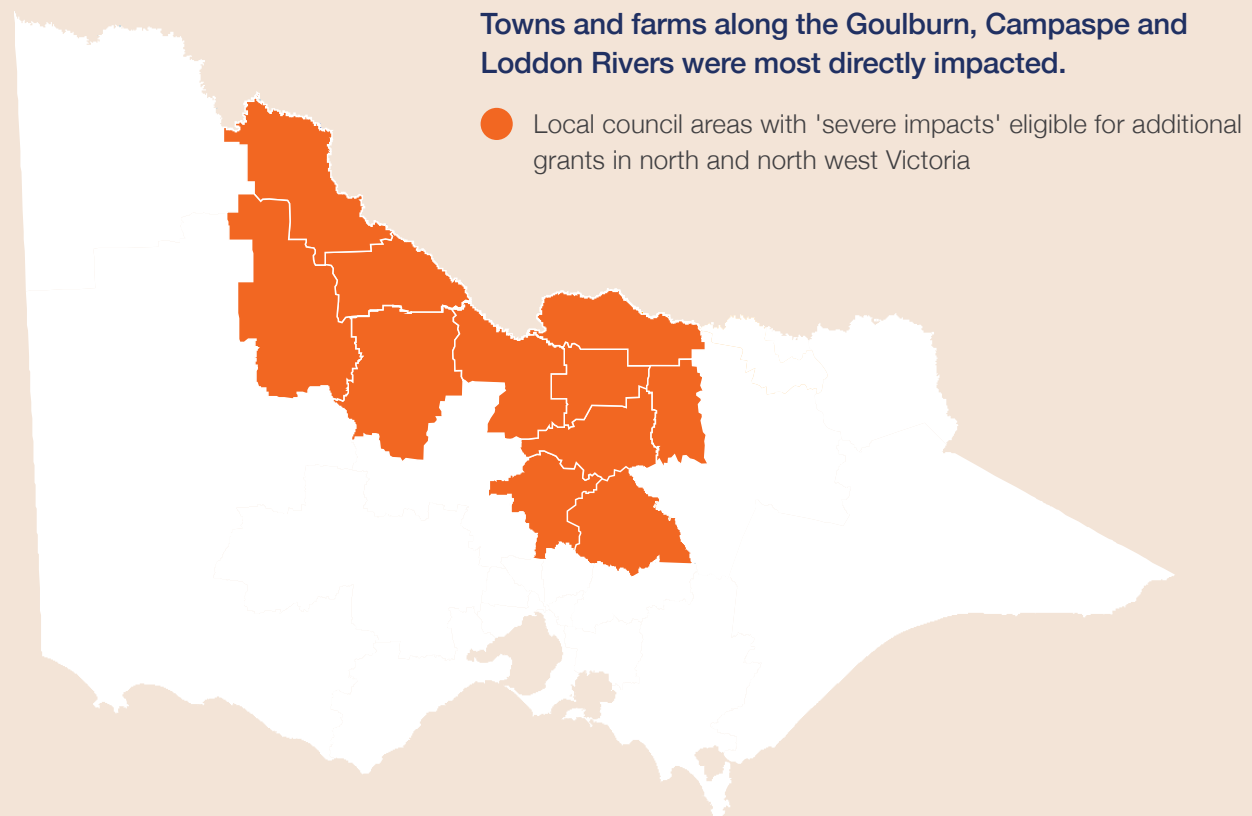 Towns and farms along the Goulburn, Campaspe and
Loddon Rivers were most directly impacted.
Local council areas with 'severe impacts' eligible for additional
grants in north and north west Victoria